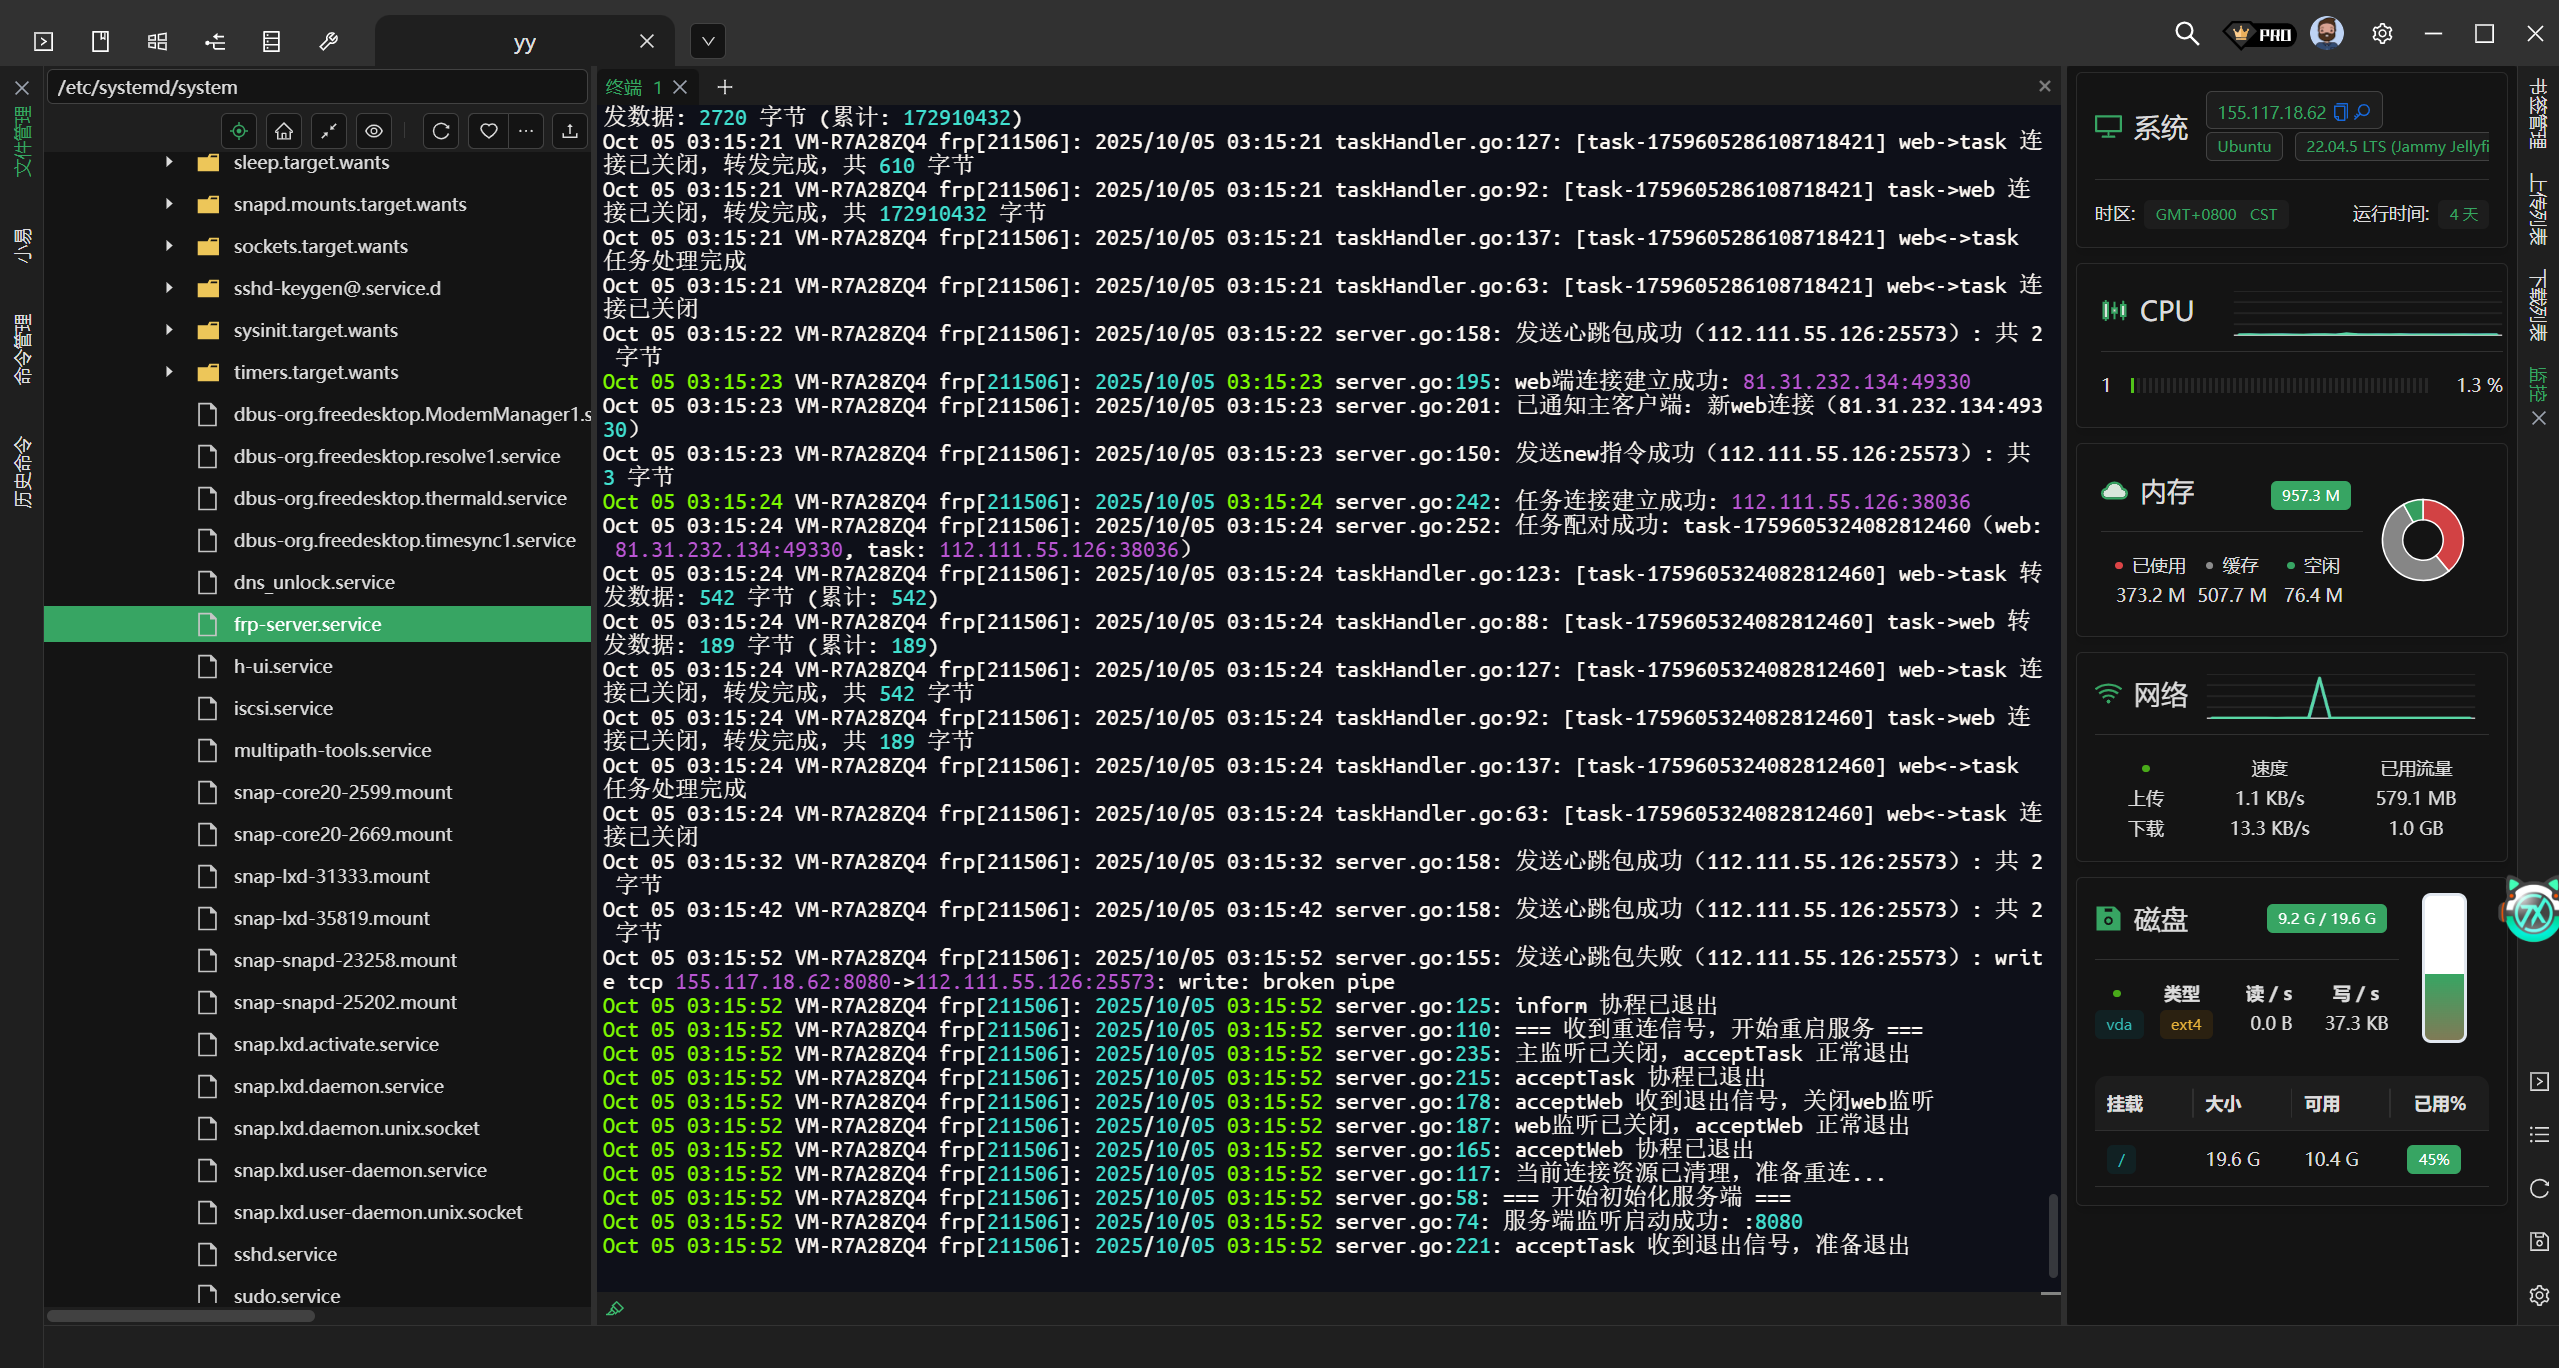 yy
PRO
文件管理
小易
命令管理
历史命令
/etc/systemd/system
sleep.target.wants
snapd.mounts.target.wants
sockets.target.wants
sshd-keygen@.service.d
sysinit.target.wants
timers.target.wants
dbus-org.freedesktop.ModemManager1.s
dbus-org.freedesktop.resolve1.service
dbus-org.freedesktop.thermald.service
dbus-org.freedesktop.timesync1.service
dns_unlock.service
frp-server.service
h-ui.service
iscsi.service
multipath-tools.service
snap-core20-2599.mount
snap-core20-2669.mount
snap-lxd-31333.mount
snap-lxd-35819.mount
snap-snapd-23258.mount
snap-snapd-25202.mount
snap.lxd.activate.service
snap.lxd.daemon.service
snap.lxd.daemon.unix.socket
snap.lxd.user-daemon.service
snap.lxd.user-daemon.unix.socket
sshd.service
sudo.service
终端 1
发数据: 2720 字节 (累计: 172910432)
Oct 05 03:15:21 VM-R7A28ZQ4 frp[211506]: 2025/10/05 03:15:21 taskHandler.go:127: [task-1759605286108718421] web->task 连
接已关闭，转发完成，共 610 字节
Oct 05 03:15:21 VM-R7A28ZQ4 frp[211506]: 2025/10/05 03:15:21 taskHandler.go:92: [task-1759605286108718421] task->web 连
接已关闭，转发完成，共 172910432 字节
Oct 05 03:15:21 VM-R7A28ZQ4 frp[211506]: 2025/10/05 03:15:21 taskHandler.go:137: [task-1759605286108718421] web<->task
任务处理完成
Oct 05 03:15:21 VM-R7A28ZQ4 frp[211506]: 2025/10/05 03:15:21 taskHandler.go:63: [task-1759605286108718421] web<->task 连
接已关闭
Oct 05 03:15:22 VM-R7A28ZQ4 frp[211506]: 2025/10/05 03:15:22 server.go:158: 发送心跳包成功（112.111.55.126:25573）: 共 2
字节
Oct 05 03:15:23 VM-R7A28ZQ4 frp[211506]: 2025/10/05 03:15:23 server.go:195: web端连接建立成功: 81.31.232.134:49330
Oct 05 03:15:23 VM-R7A28ZQ4 frp[211506]: 2025/10/05 03:15:23 server.go:201: 已通知主客户端: 新web连接（81.31.232.134:493
30）
Oct 05 03:15:23 VM-R7A28ZQ4 frp[211506]: 2025/10/05 03:15:23 server.go:150: 发送new指令成功（112.111.55.126:25573）: 共
3 字节
Oct 05 03:15:24 VM-R7A28ZQ4 frp[211506]: 2025/10/05 03:15:24 server.go:242: 任务连接建立成功: 112.111.55.126:38036
Oct 05 03:15:24 VM-R7A28ZQ4 frp[211506]: 2025/10/05 03:15:24 server.go:252: 任务配对成功: task-1759605324082812460（web:
81.31.232.134:49330, task: 112.111.55.126:38036）
Oct 05 03:15:24 VM-R7A28ZQ4 frp[211506]: 2025/10/05 03:15:24 taskHandler.go:123: [task-1759605324082812460] web->task 转
发数据: 542 字节 (累计: 542)
Oct 05 03:15:24 VM-R7A28ZQ4 frp[211506]: 2025/10/05 03:15:24 taskHandler.go:88: [task-1759605324082812460] task->web 转
发数据: 189 字节 (累计: 189)
Oct 05 03:15:24 VM-R7A28ZQ4 frp[211506]: 2025/10/05 03:15:24 taskHandler.go:127: [task-1759605324082812460] web->task 连
接已关闭，转发完成，共 542 字节
Oct 05 03:15:24 VM-R7A28ZQ4 frp[211506]: 2025/10/05 03:15:24 taskHandler.go:92: [task-1759605324082812460] task->web 连
接已关闭，转发完成，共 189 字节
Oct 05 03:15:24 VM-R7A28ZQ4 frp[211506]: 2025/10/05 03:15:24 taskHandler.go:137: [task-1759605324082812460] web<->task
任务处理完成
Oct 05 03:15:24 VM-R7A28ZQ4 frp[211506]: 2025/10/05 03:15:24 taskHandler.go:63: [task-1759605324082812460] web<->task 连
接已关闭
Oct 05 03:15:32 VM-R7A28ZQ4 frp[211506]: 2025/10/05 03:15:32 server.go:158: 发送心跳包成功（112.111.55.126:25573）: 共 2
字节
Oct 05 03:15:42 VM-R7A28ZQ4 frp[211506]: 2025/10/05 03:15:42 server.go:158: 发送心跳包成功（112.111.55.126:25573）: 共 2
字节
Oct 05 03:15:52 VM-R7A28ZQ4 frp[211506]: 2025/10/05 03:15:52 server.go:155: 发送心跳包失败（112.111.55.126:25573）: writ
e tcp 155.117.18.62:8080->112.111.55.126:25573: write: broken pipe
Oct 05 03:15:52 VM-R7A28ZQ4 frp[211506]: 2025/10/05 03:15:52 server.go:125: inform 协程已退出
Oct 05 03:15:52 VM-R7A28ZQ4 frp[211506]: 2025/10/05 03:15:52 server.go:110: === 收到重连信号，开始重启服务 ===
Oct 05 03:15:52 VM-R7A28ZQ4 frp[211506]: 2025/10/05 03:15:52 server.go:235: 主监听已关闭，acceptTask 正常退出
Oct 05 03:15:52 VM-R7A28ZQ4 frp[211506]: 2025/10/05 03:15:52 server.go:215: acceptTask 协程已退出
Oct 05 03:15:52 VM-R7A28ZQ4 frp[211506]: 2025/10/05 03:15:52 server.go:178: acceptWeb 收到退出信号，关闭web监听
Oct 05 03:15:52 VM-R7A28ZQ4 frp[211506]: 2025/10/05 03:15:52 server.go:187: web监听已关闭，acceptWeb 正常退出
Oct 05 03:15:52 VM-R7A28ZQ4 frp[211506]: 2025/10/05 03:15:52 server.go:165: acceptWeb 协程已退出
Oct 05 03:15:52 VM-R7A28ZQ4 frp[211506]: 2025/10/05 03:15:52 server.go:117: 当前连接资源已清理，准备重连...
Oct 05 03:15:52 VM-R7A28ZQ4 frp[211506]: 2025/10/05 03:15:52 server.go:58: === 开始初始化服务端 ===
Oct 05 03:15:52 VM-R7A28ZQ4 frp[211506]: 2025/10/05 03:15:52 server.go:74: 服务端监听启动成功: :8080
Oct 05 03:15:52 VM-R7A28ZQ4 frp[211506]: 2025/10/05 03:15:52 server.go:221: acceptTask 收到退出信号，准备退出
系统
155.117.18.62
Ubuntu 22.04.5 LTS (Jammy Jellyfi
时区: GMT+0800 CST 运行时间: 4 天
CPU
1 1.3 %
内存 957.3 M
已使用 缓存 空闲
373.2 M 507.7 M 76.4 M
网络
速度 已用流量
上传 1.1 KB/s 579.1 MB
下载 13.3 KB/s 1.0 GB
磁盘 9.2 G / 19.6 G
类型 读 / s 写 / s
vda ext4 0.0 B 37.3 KB
挂载 大小 可用 已用%
/ 19.6 G 10.4 G 45%
书签管理
上传列表
下载列表
监控
7X